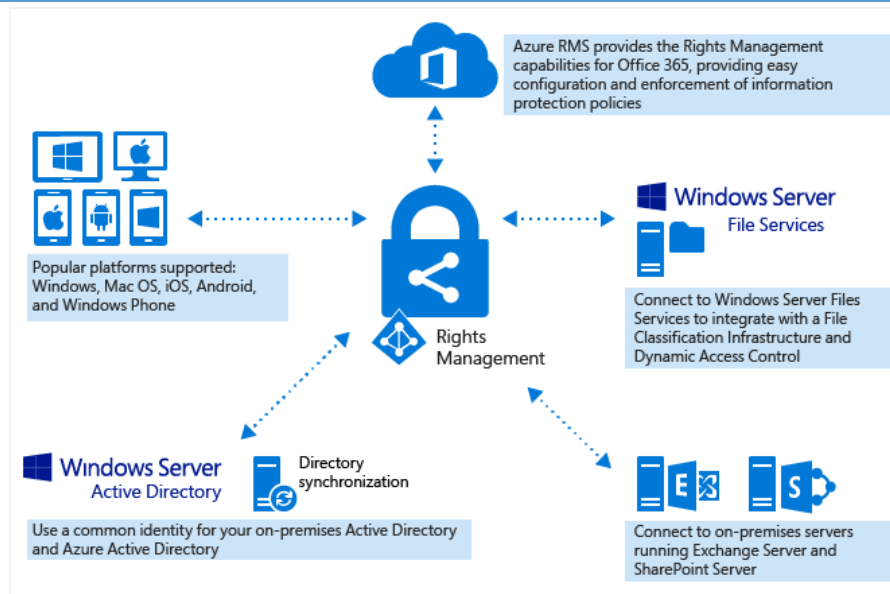 Azure RMS provides the Rights Management
capabilities for Office 365, providing easy
configuration and enforcement of information
protection policies
Popular platforms supported:
Windows, Mac OS, iOS, Android,
and Windows Phone
Windows Server
File Services
Connect to Windows Server Files
Services to integrate with a File
Classification Infrastructure and
Dynamic Access Control
Rights
Management
Windows Server
Active Directory
Directory
synchronization
Use a common identity for your on-premises Active Directory
and Azure Active Directory
E
S
Connect to on-premises servers
running Exchange Server and
SharePoint Server